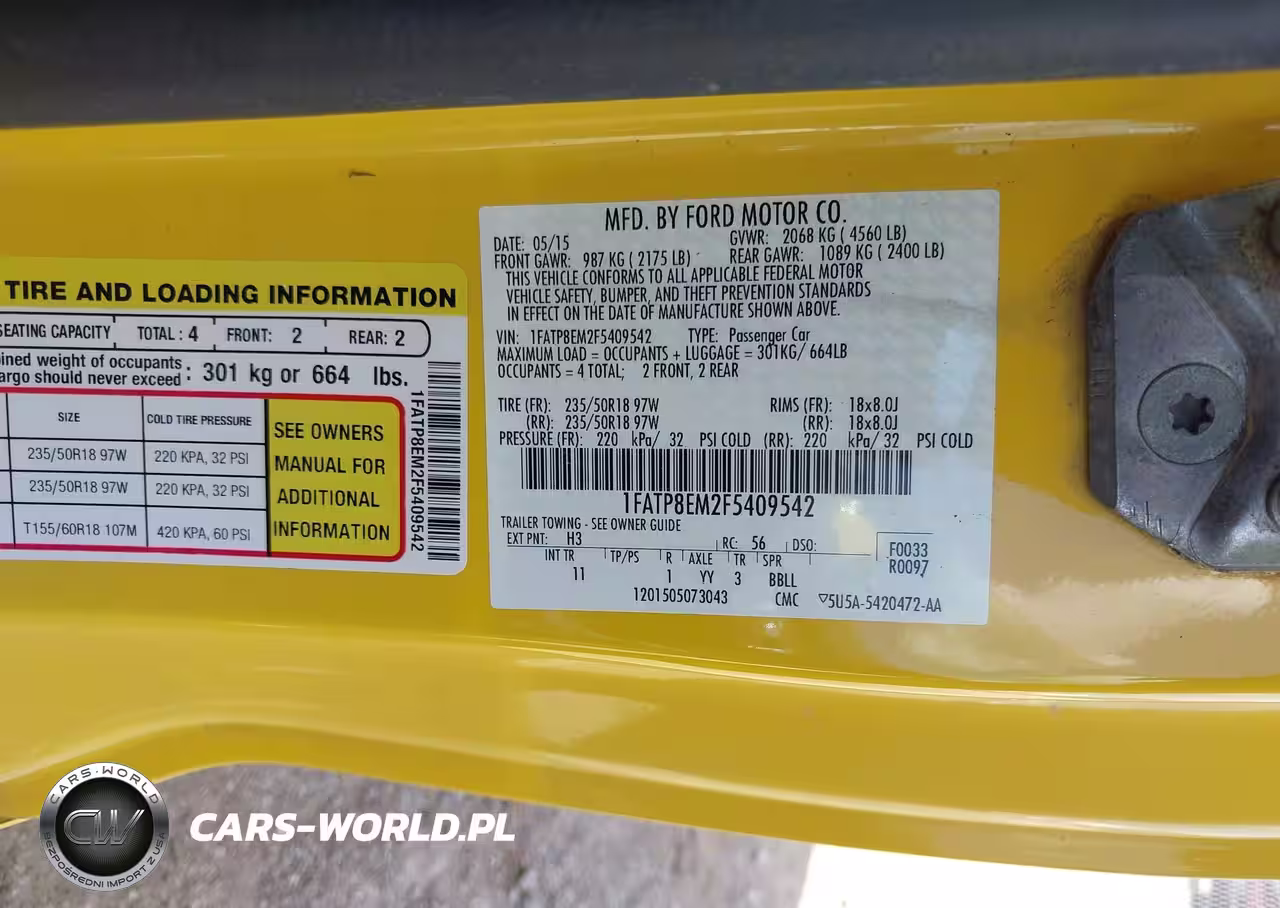 TIRE AND LOADING INFORMATION
SEATING CAPACITY TOTAL : 4 FRONT: 2 REAR: 2
ined weight of occupants
argo should never exceed : 301 kg or 664 lbs.
SIZE COLD TIRE PRESSURE
235/50R18 97W 220 KPA, 32 PSI
235/50R18 97W 220 KPA, 32 PSI
T155/60R18 107M 420 KPA, 60 PSI
SEE OWNERS
MANUAL FOR
ADDITIONAL
INFORMATION
1FATP8EM2F5409542
MFD. BY FORD MOTOR CO.
DATE: 05/15 GVWR: 2068 KG ( 4560 LB)
FRONT GAWR: 987 KG ( 2175 LB) REAR GAWR: 1089 KG ( 2400 LB)
THIS VEHICLE CONFORMS TO ALL APPLICABLE FEDERAL MOTOR
VEHICLE SAFETY, BUMPER, AND THEFT PREVENTION STANDARDS
IN EFFECT ON THE DATE OF MANUFACTURE SHOWN ABOVE.
VIN: 1FATP8EM2F5409542 TYPE: Passenger Car
MAXIMUM LOAD = OCCUPANTS + LUGGAGE = 301KG/ 664LB
OCCUPANTS = 4 TOTAL; 2 FRONT, 2 REAR
TIRE (FR): 235/50R18 97W RIMS (FR): 18x8.0J
(RR): 235/50R18 97W (RR): 18x8.0J
PRESSURE (FR): 220 kPa/ 32 PSI COLD (RR): 220 kPa/ 32 PSI COLD
1FATP8EM2F5409542
TRAILER TOWING - SEE OWNER GUIDE
EXT PNT: H3 RC: 56 DSO: F0033
R0097
INT TR TP/PS R AXLE TR SPR
11 1 YY 3 BBLL
1201505073043 CMC ▽5U5A-5420472-AA
CARS-WORLD
CW
BEZPOŚREDNI IMPORT Z USA
CARS-WORLD.PL